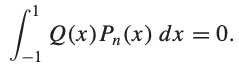 ∫_{-1}^{1} Q(x)P_n(x) dx = 0.